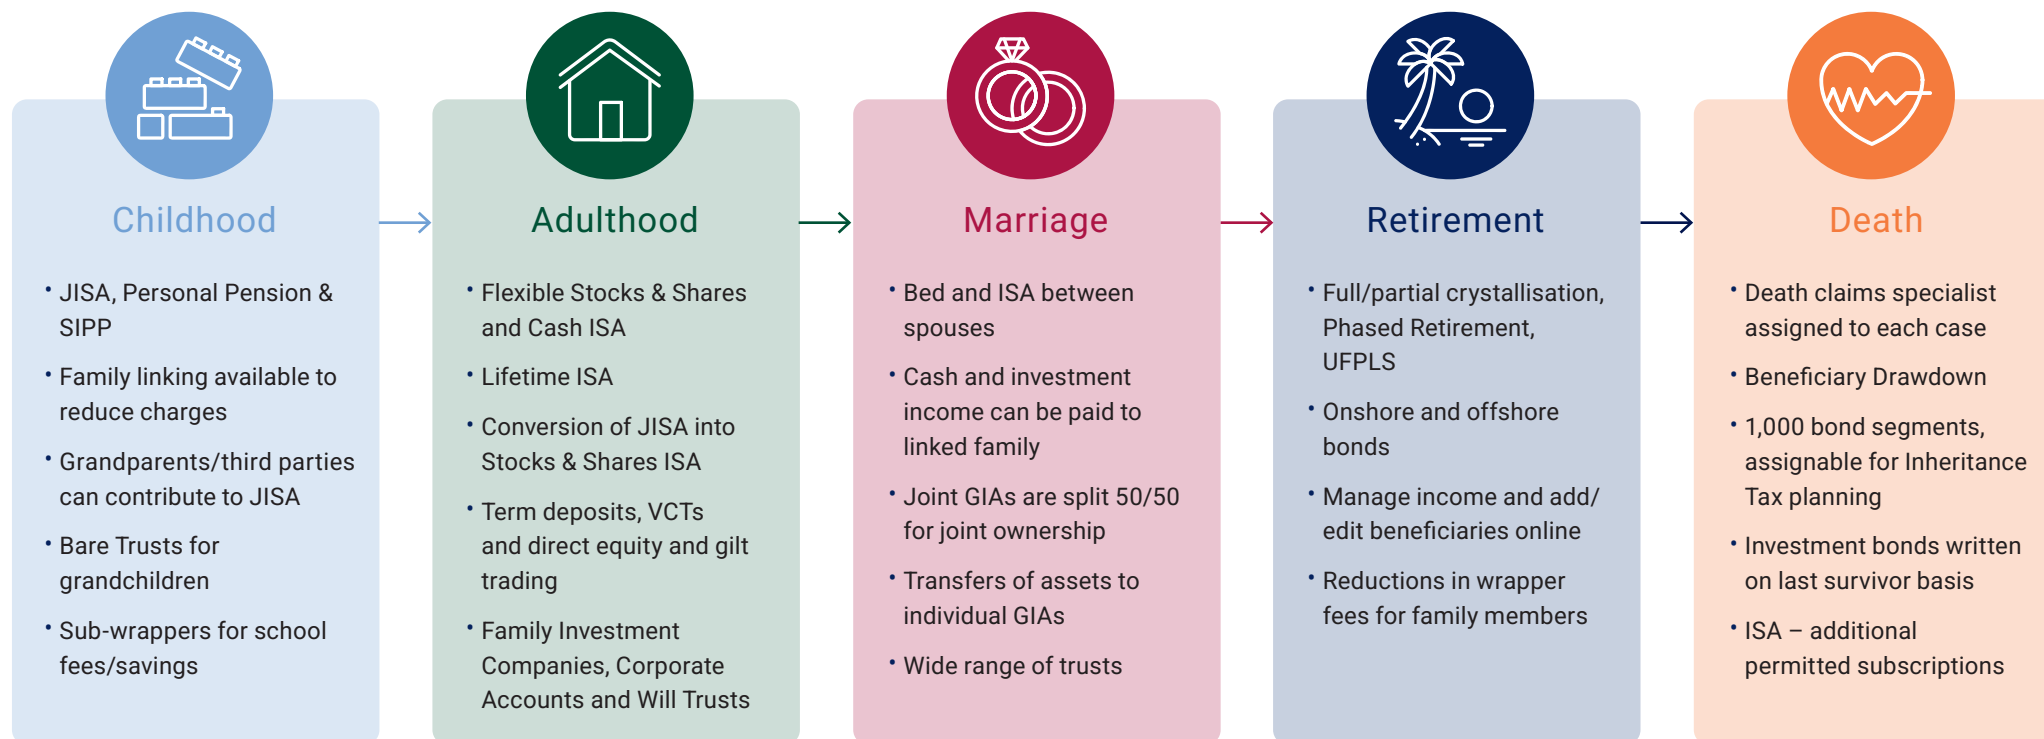 Childhood
• JISA, Personal Pension &
SIPP
• Family linking available to
reduce charges
• Grandparents/third parties
can contribute to JISA
• Bare Trusts for
grandchildren
• Sub-wrappers for school
fees/savings
Adulthood
• Flexible Stocks & Shares
and Cash ISA
• Lifetime ISA
• Conversion of JISA into
Stocks & Shares ISA
• Term deposits, VCTs
and direct equity and gilt
trading
• Family Investment
Companies, Corporate
Accounts and Will Trusts
Marriage
• Bed and ISA between
spouses
• Cash and investment
income can be paid to
linked family
• Joint GIAs are split 50/50
for joint ownership
• Transfers of assets to
individual GIAs
• Wide range of trusts
Retirement
• Full/partial crystallisation,
Phased Retirement,
UFPLS
• Onshore and offshore
bonds
• Manage income and add/
edit beneficiaries online
• Reductions in wrapper
fees for family members
Death
• Death claims specialist
assigned to each case
• Beneficiary Drawdown
• 1,000 bond segments,
assignable for Inheritance
Tax planning
• Investment bonds written
on last survivor basis
• ISA – additional
permitted subscriptions